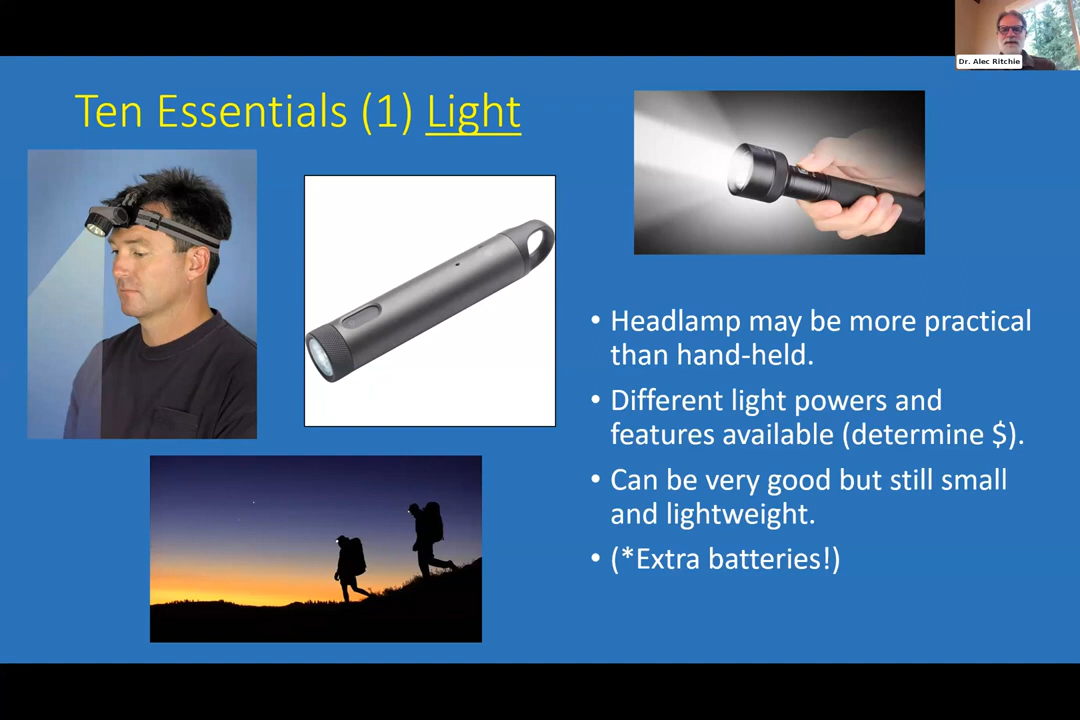 Dr. Alec Ritchie
Ten Essentials (1) Light
• Headlamp may be more practical
than hand-held.
• Different light powers and
features available (determine $).
• Can be very good but still small
and lightweight.
• (*Extra batteries!)